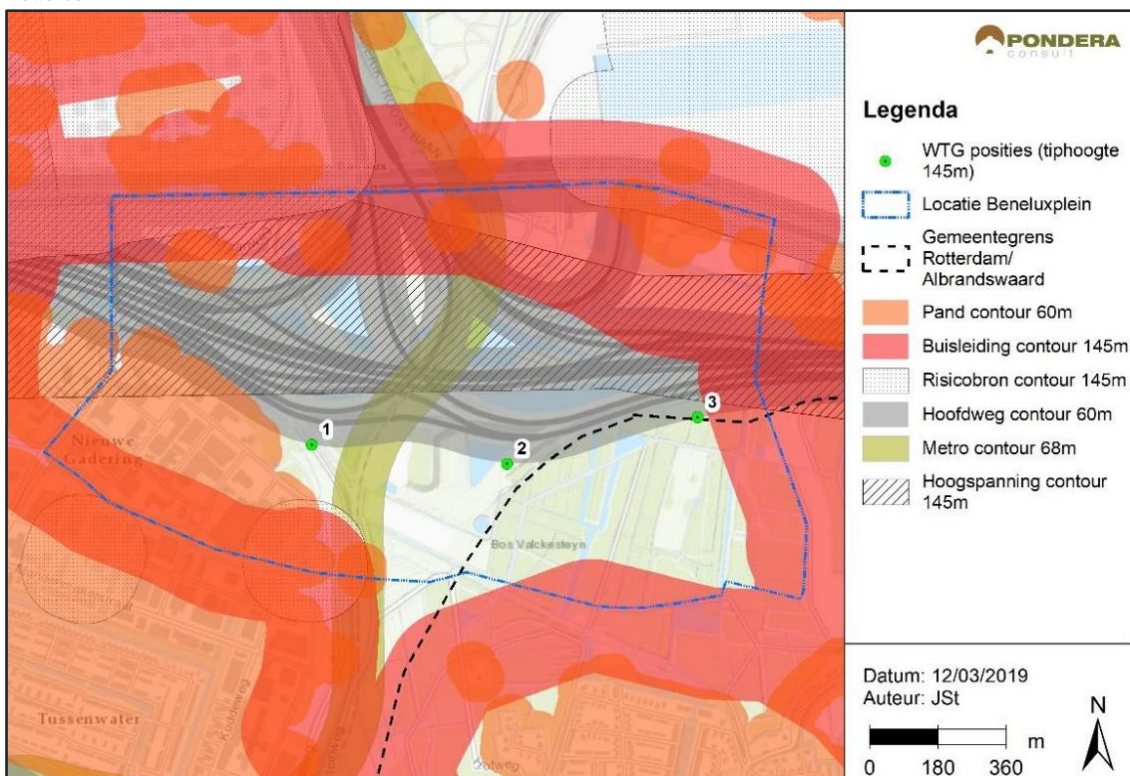 PONDERA
consult
Legenda
WTG posities (tiphoogte
145m)
Locatie Beneluxplein
Gemeentegrens
Rotterdam/
Albrandswaard
Pand contour 60m
Buisleiding contour 145m
Risicobron contour 145m
Hoofdweg contour 60m
Metro contour 68m
Hoogspanning contour
145m
1
2
3
Nieuwe
Gadering
Bos Valckesteyn
Tussenwater
Datum: 12/03/2019
Auteur: JSt
N
m
0 180 360